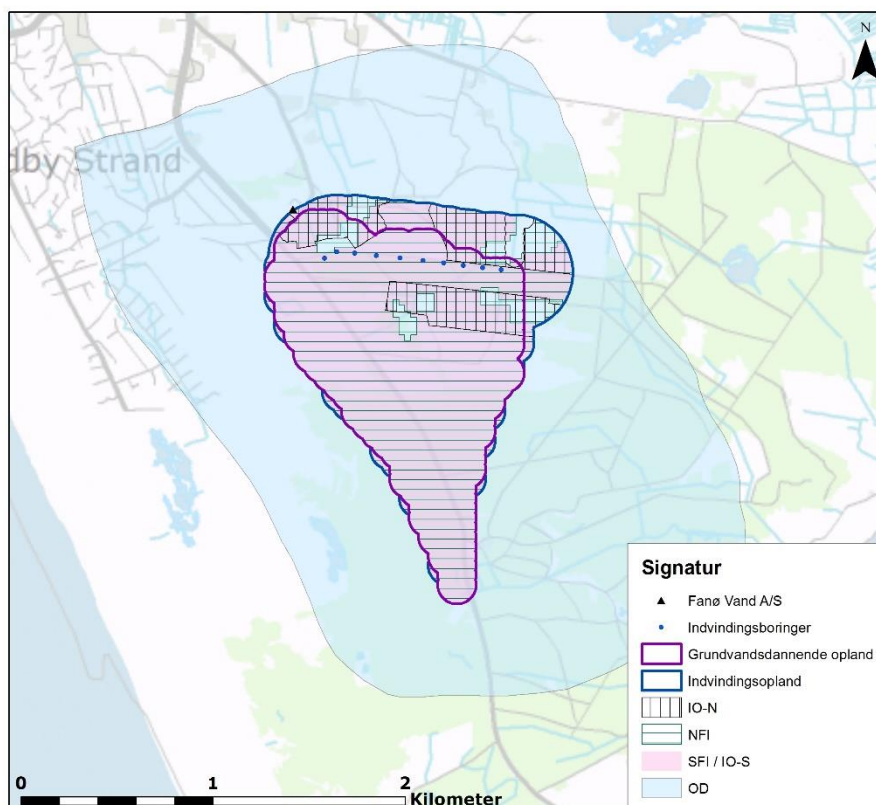 N
dby Strand
Signatur
Fanø Vand A/S
Indvindingsboringer
Grundvandsdannende opland
Indvindingsopland
IO-N
NFI
SFI / IO-S
OD
0 1 2
Kilometer